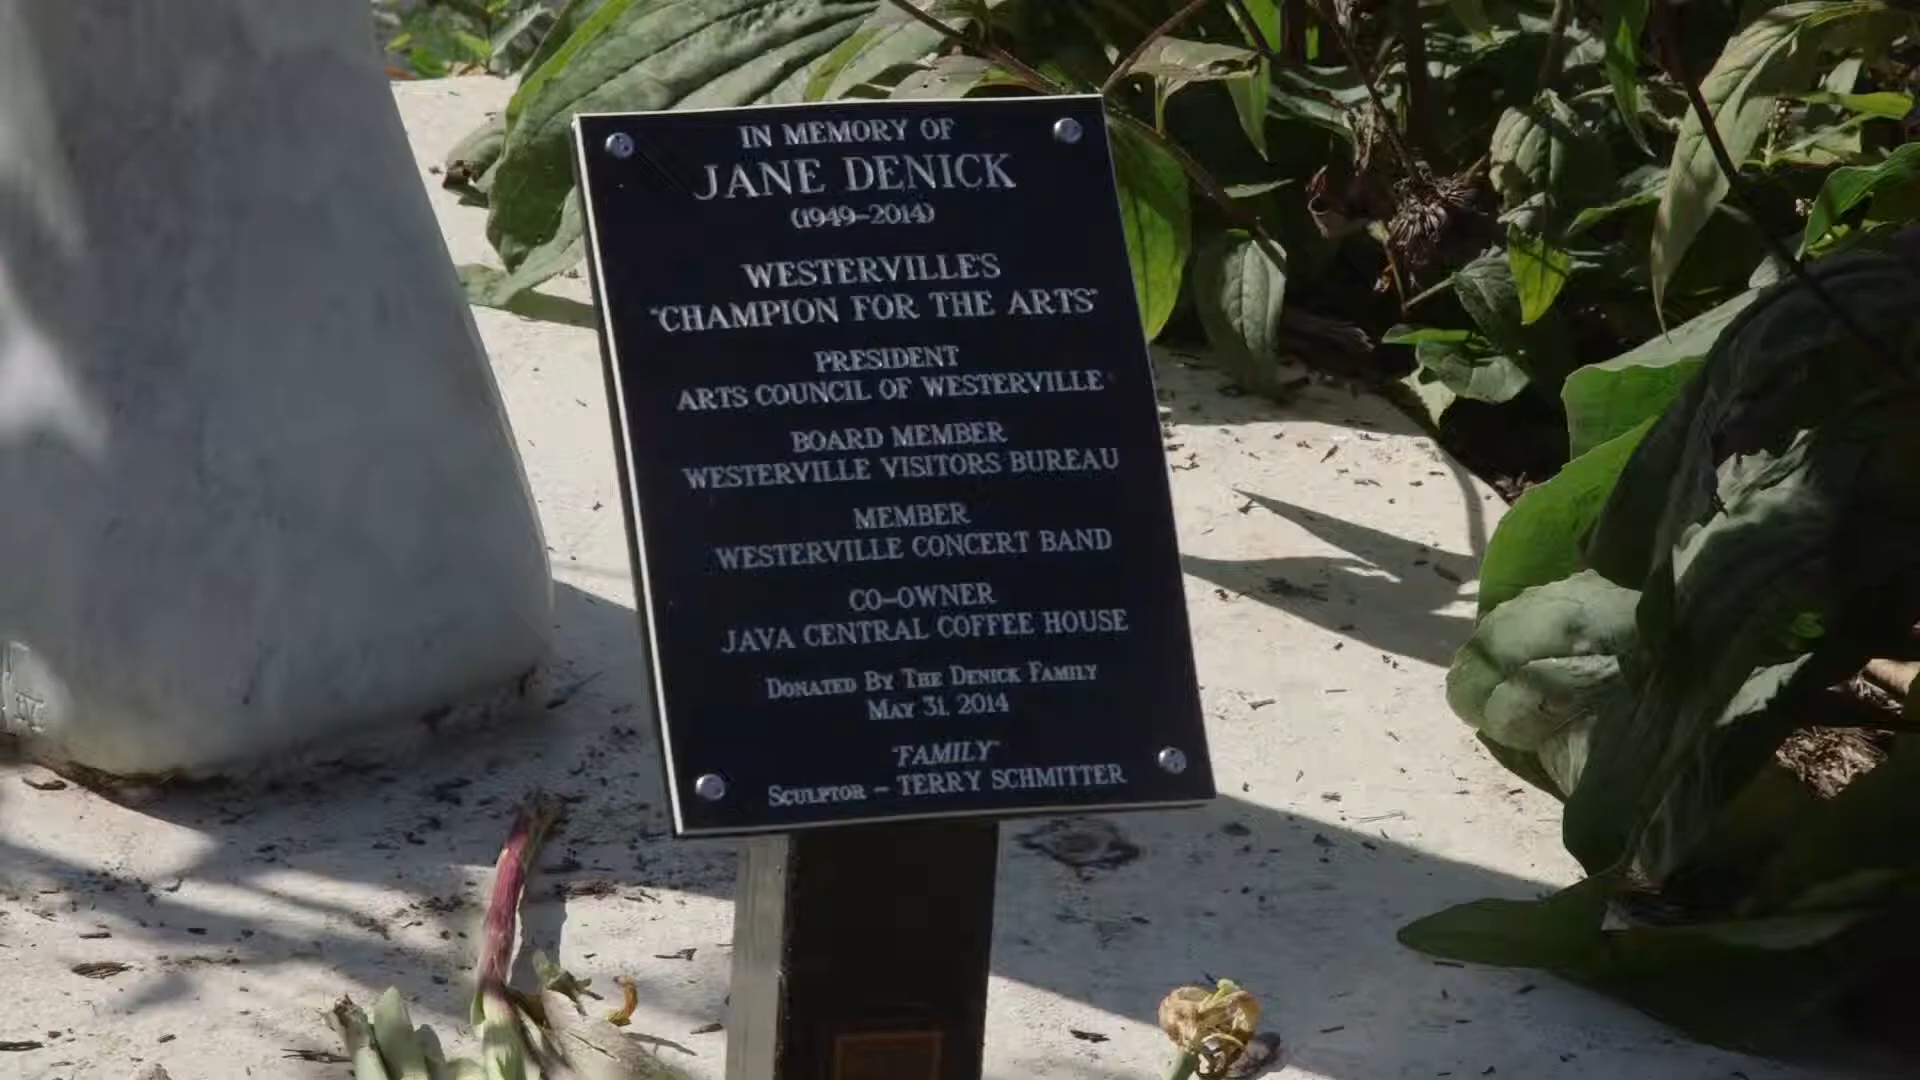 IN MEMORY OF
JANE DENICK
(1949-2014)
WESTERVILLE'S
"CHAMPION FOR THE ARTS"
PRESIDENT
ARTS COUNCIL OF WESTERVILLE
BOARD MEMBER
WESTERVILLE VISITORS BUREAU
MEMBER
WESTERVILLE CONCERT BAND
CO-OWNER
JAVA CENTRAL COFFEE HOUSE
DONATED BY THE DENICK FAMILY
MAY 31, 2014
"FAMILY"
SCULPTOR - TERRY SCHMITTER